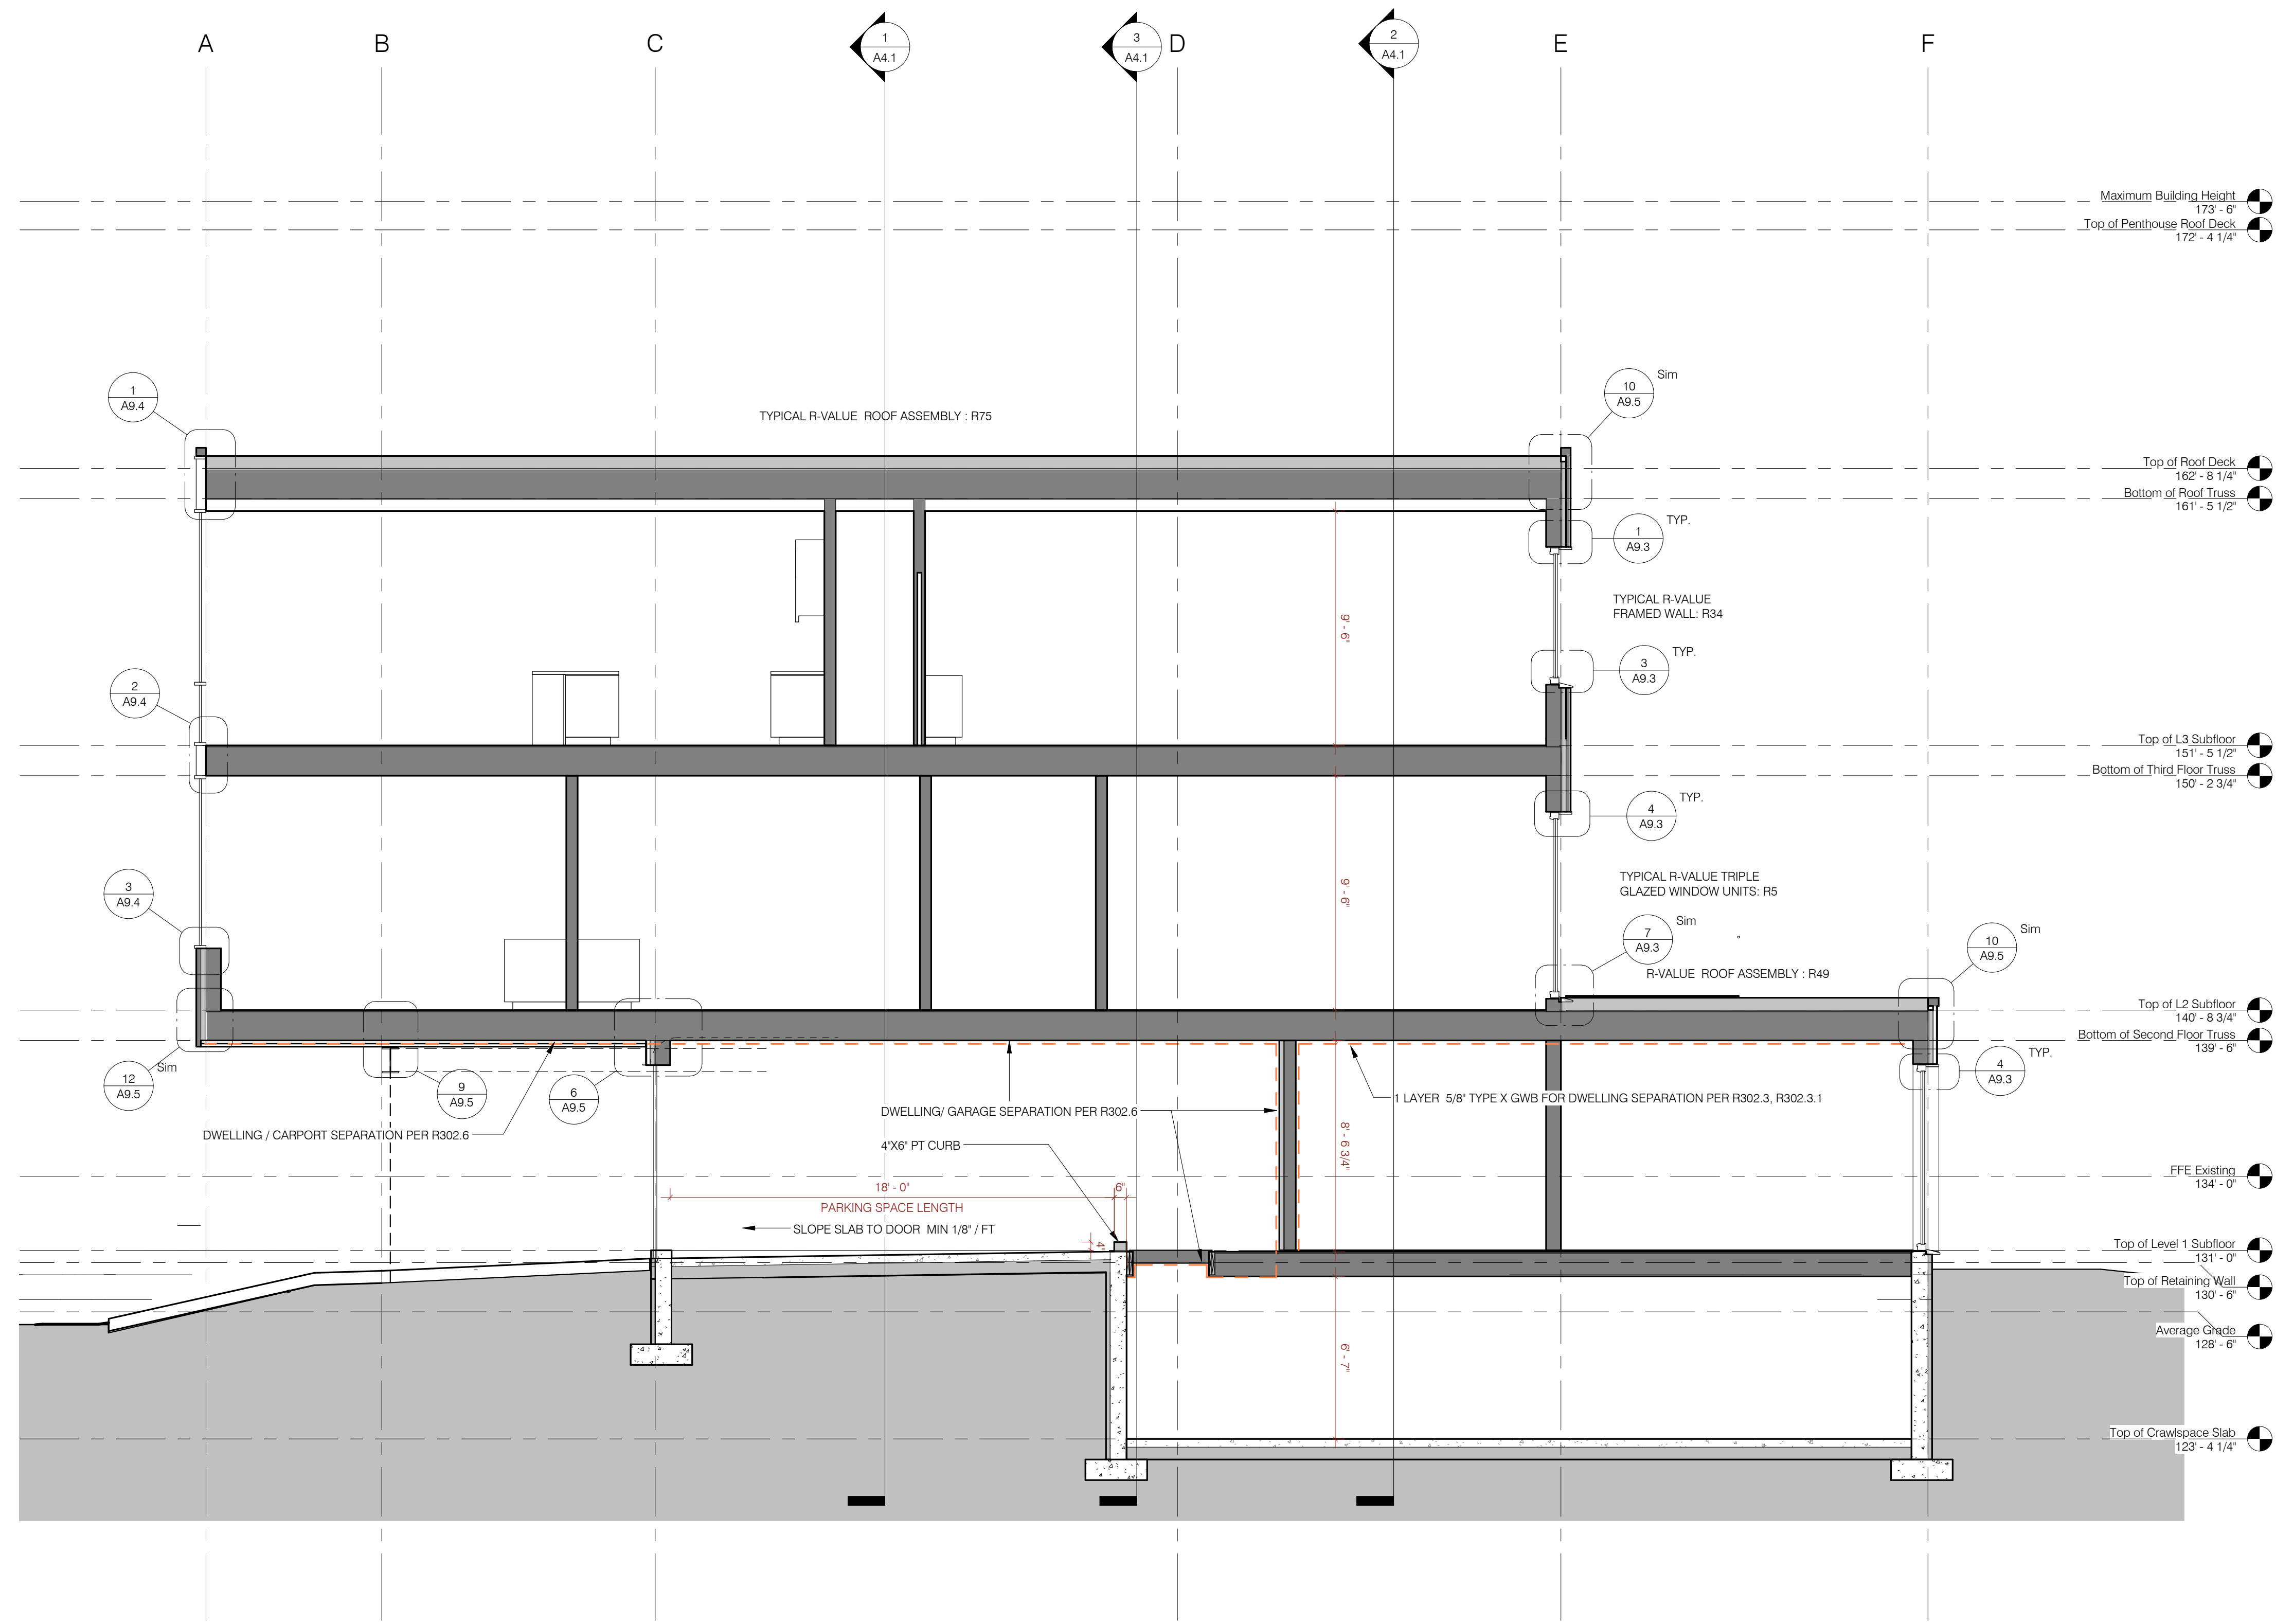 A
B
C
1
A4.1
3
A4.1
D
2
A4.1
E
F
Maximum Building Height
173' - 6"
Top of Penthouse Roof Deck
172' - 4 1/4"
1
A9.4
TYPICAL R-VALUE ROOF ASSEMBLY : R75
10
A9.5
Sim
Top of Roof Deck
162' - 8 1/4"
Bottom of Roof Truss
161' - 5 1/2"
1
A9.3
TYP.
TYPICAL R-VALUE
FRAMED WALL: R34
9' - 6"
3
A9.3
TYP.
2
A9.4
Top of L3 Subfloor
151' - 5 1/2"
Bottom of Third Floor Truss
150' - 2 3/4"
4
A9.3
TYP.
TYPICAL R-VALUE TRIPLE
GLAZED WINDOW UNITS: R5
9' - 6"
3
A9.4
7
A9.3
Sim
10
A9.5
Sim
R-VALUE ROOF ASSEMBLY : R49
Top of L2 Subfloor
140' - 8 3/4"
Bottom of Second Floor Truss
139' - 6"
12
A9.5
Sim
9
A9.5
6
A9.5
4
A9.3
TYP.
1 LAYER 5/8" TYPE X GWB FOR DWELLING SEPARATION PER R302.3, R302.3.1
DWELLING/ GARAGE SEPARATION PER R302.6
DWELLING / CARPORT SEPARATION PER R302.6
4"X6" PT CURB
8' - 6 3/4"
FFE Existing
134' - 0"
18' - 0"
6"
PARKING SPACE LENGTH
SLOPE SLAB TO DOOR MIN 1/8" / FT
4"
Top of Level 1 Subfloor
131' - 0"
Top of Retaining Wall
130' - 6"
Average Grade
128' - 6"
6' - 7"
Top of Crawlspace Slab
123' - 4 1/4"